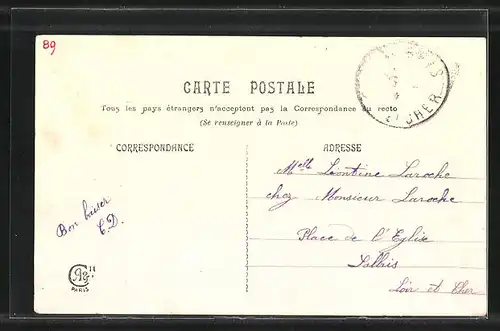 89
CARTE POSTALE
Tous les pays étrangers n'acceptent pas la Correspondance au recto
(Se renseigner à la Poste)
CORRESPONDANCE
ADRESSE
Melle Léontine Laroche
chez Monsieur Laroche
Place de l'Eglise
Salbris
Loir et Cher
Bon baiser
C.D.
PARIS
CHER